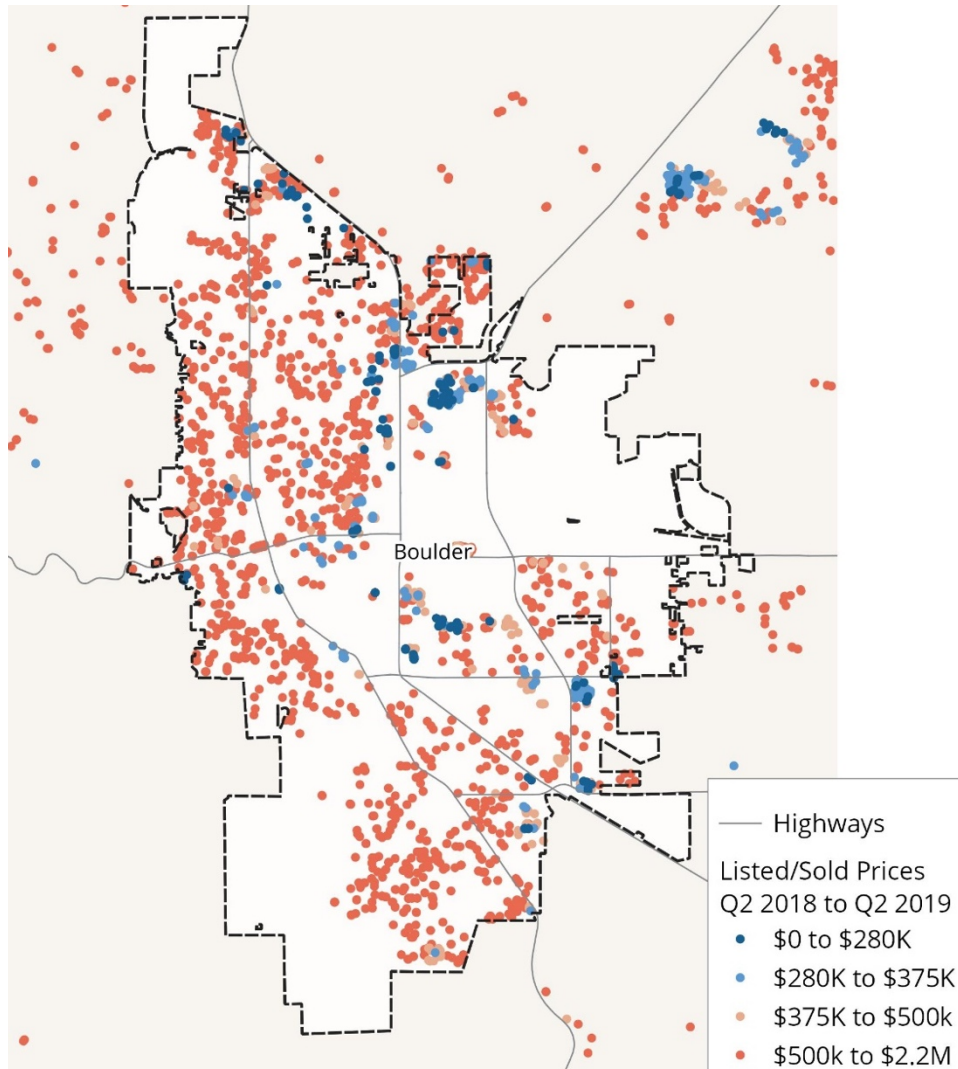 Boulder
Highways
Listed/Sold Prices
Q2 2018 to Q2 2019
$0 to $280K
$280K to $375K
$375K to $500k
$500k to $2.2M